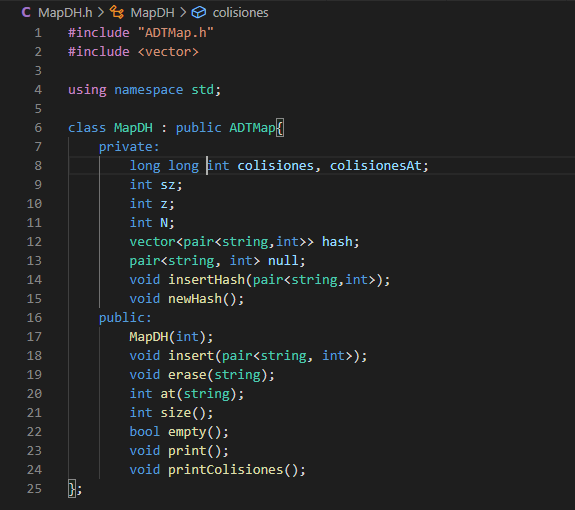 MapDH.h > MapDH > colisiones
1 #include "ADTMap.h"
2 #include <vector>
3
4 using namespace std;
5
6 class MapDH : public ADTMap{
7     private:
8         long long int colisiones, colisionesAt;
9         int sz;
10         int z;
11         int N;
12         vector<pair<string,int>> hash;
13         pair<string, int> null;
14         void insertHash(pair<string,int>);
15         void newHash();
16     public:
17         MapDH(int);
18         void insert(pair<string, int>);
19         void erase(string);
20         int at(string);
21         int size();
22         bool empty();
23         void print();
24         void printColisiones();
25 };